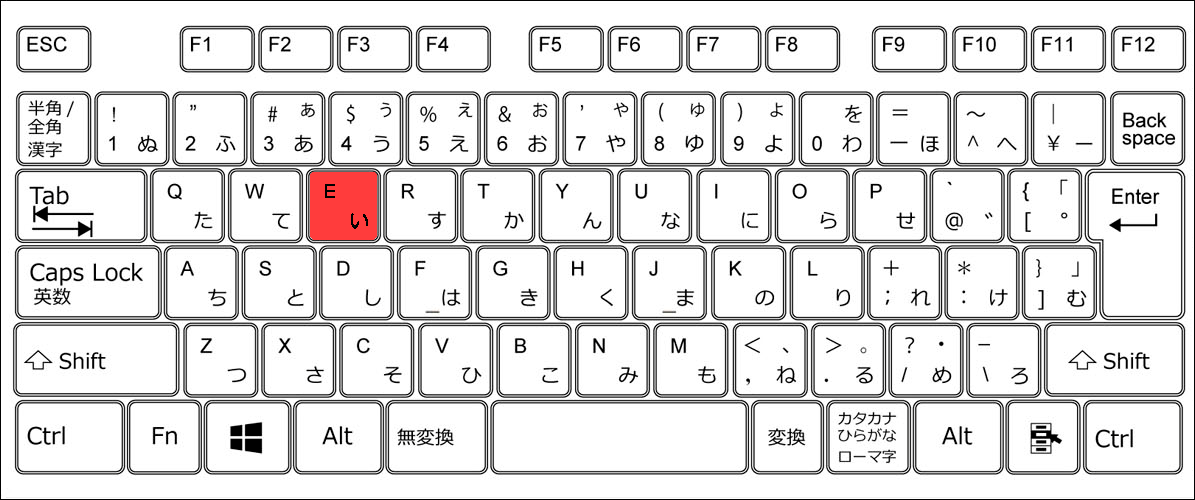 ESC F1 F2 F3 F4 F5 F6 F7 F8 F9 F10 F11 F12
半角 / ! " # ぁ $ ぅ % ぇ & ぉ ' ゃ ( ゅ ) ょ を = ～ | Back
全角 1 ぬ 2 ふ 3 あ 4 う 5 え 6 お 7 や 8 ゆ 9 よ 0 わ ー ほ ^ へ ¥ ー space
漢字
Tab Q W E R T Y U I O P ` { 「 Enter
た て い す か ん な に ら せ @ ゛ [ °
Caps Lock A S D F G H J K L + * } 」
英数 ち と し _ は き く _ ま の り ; れ : け ] む
Shift Z X C V B N M < 、 > 。 ? ・ − Shift
つ さ そ ひ こ み も , ね . る / め \ ろ
Ctrl Fn Alt 無変換 変換 カタカナ Alt Ctrl
ひらがな
ローマ字